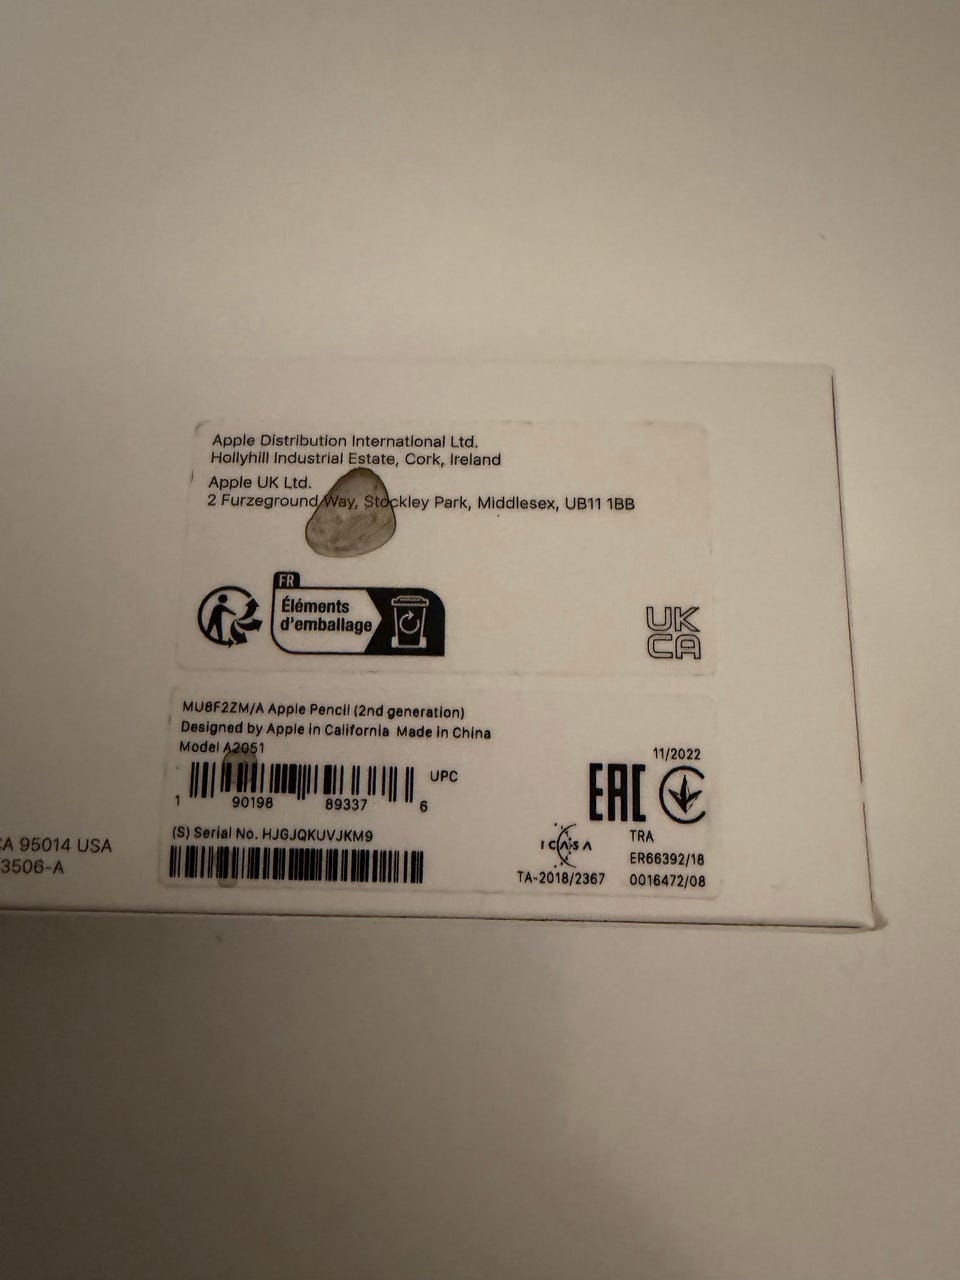 Apple Distribution International Ltd.
Hollyhill Industrial Estate, Cork, Ireland
Apple UK Ltd.
2 Furzeground Way, Stockley Park, Middlesex, UB11 1BB
FR
Éléments
d'emballage
UK
CA
MU8F2ZM/A Apple Pencil (2nd generation)
Designed by Apple in California Made in China
Model A2051
UPC
1 90198 89337 6
(S) Serial No. HJGJQKUVJKM9
11/2022
EAC
ICASA
TA-2018/2367
TRA
ER66392/18
0016472/08
CA 95014 USA
3506-A